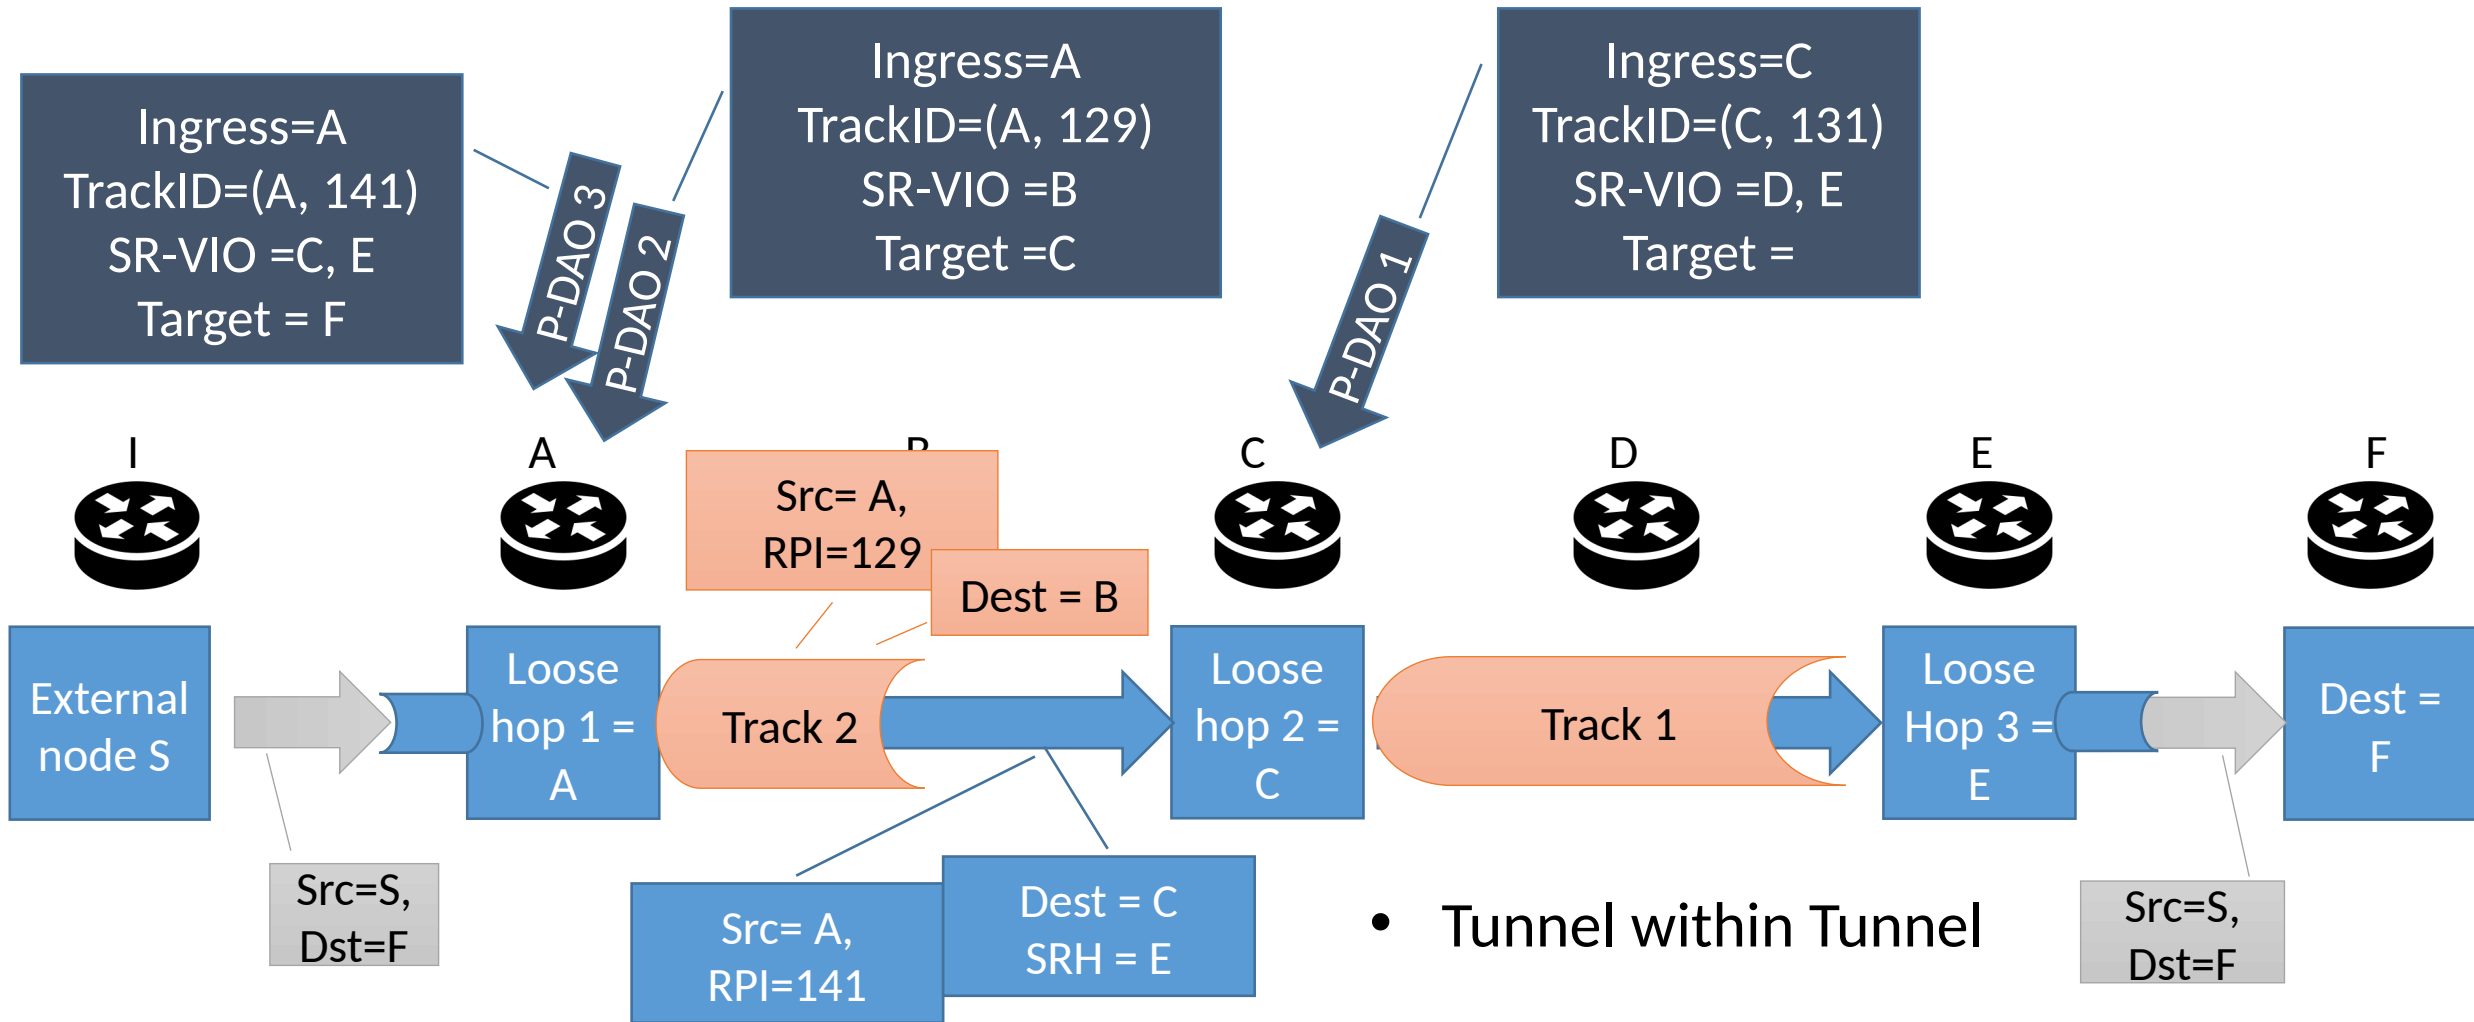 Ingress=A
TrackID=(A, 141)
SR-VIO =C, E
Target = F
P-DAO 3
P-DAO 2
Ingress=A
TrackID=(A, 129)
SR-VIO =B
Target =C
Ingress=C
TrackID=(C, 131)
SR-VIO =D, E
Target =
P-DAO 1
I
A
C
D
E
F
Src= A,
RPI=129
Dest = B
External
node S
Loose
hop 1 =
A
Track 2
Loose
hop 2 =
C
Track 1
Loose
Hop 3 =
E
Dest =
F
Src=S,
Dst=F
Src= A,
RPI=141
Dest = C
SRH = E
• Tunnel within Tunnel
Src=S,
Dst=F